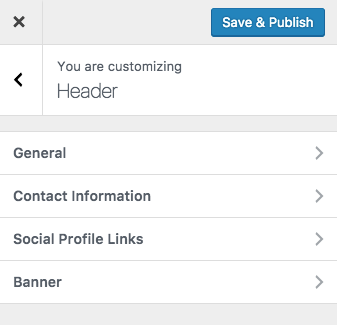 Save & Publish
You are customizing
Header
General
Contact Information
Social Profile Links
Banner